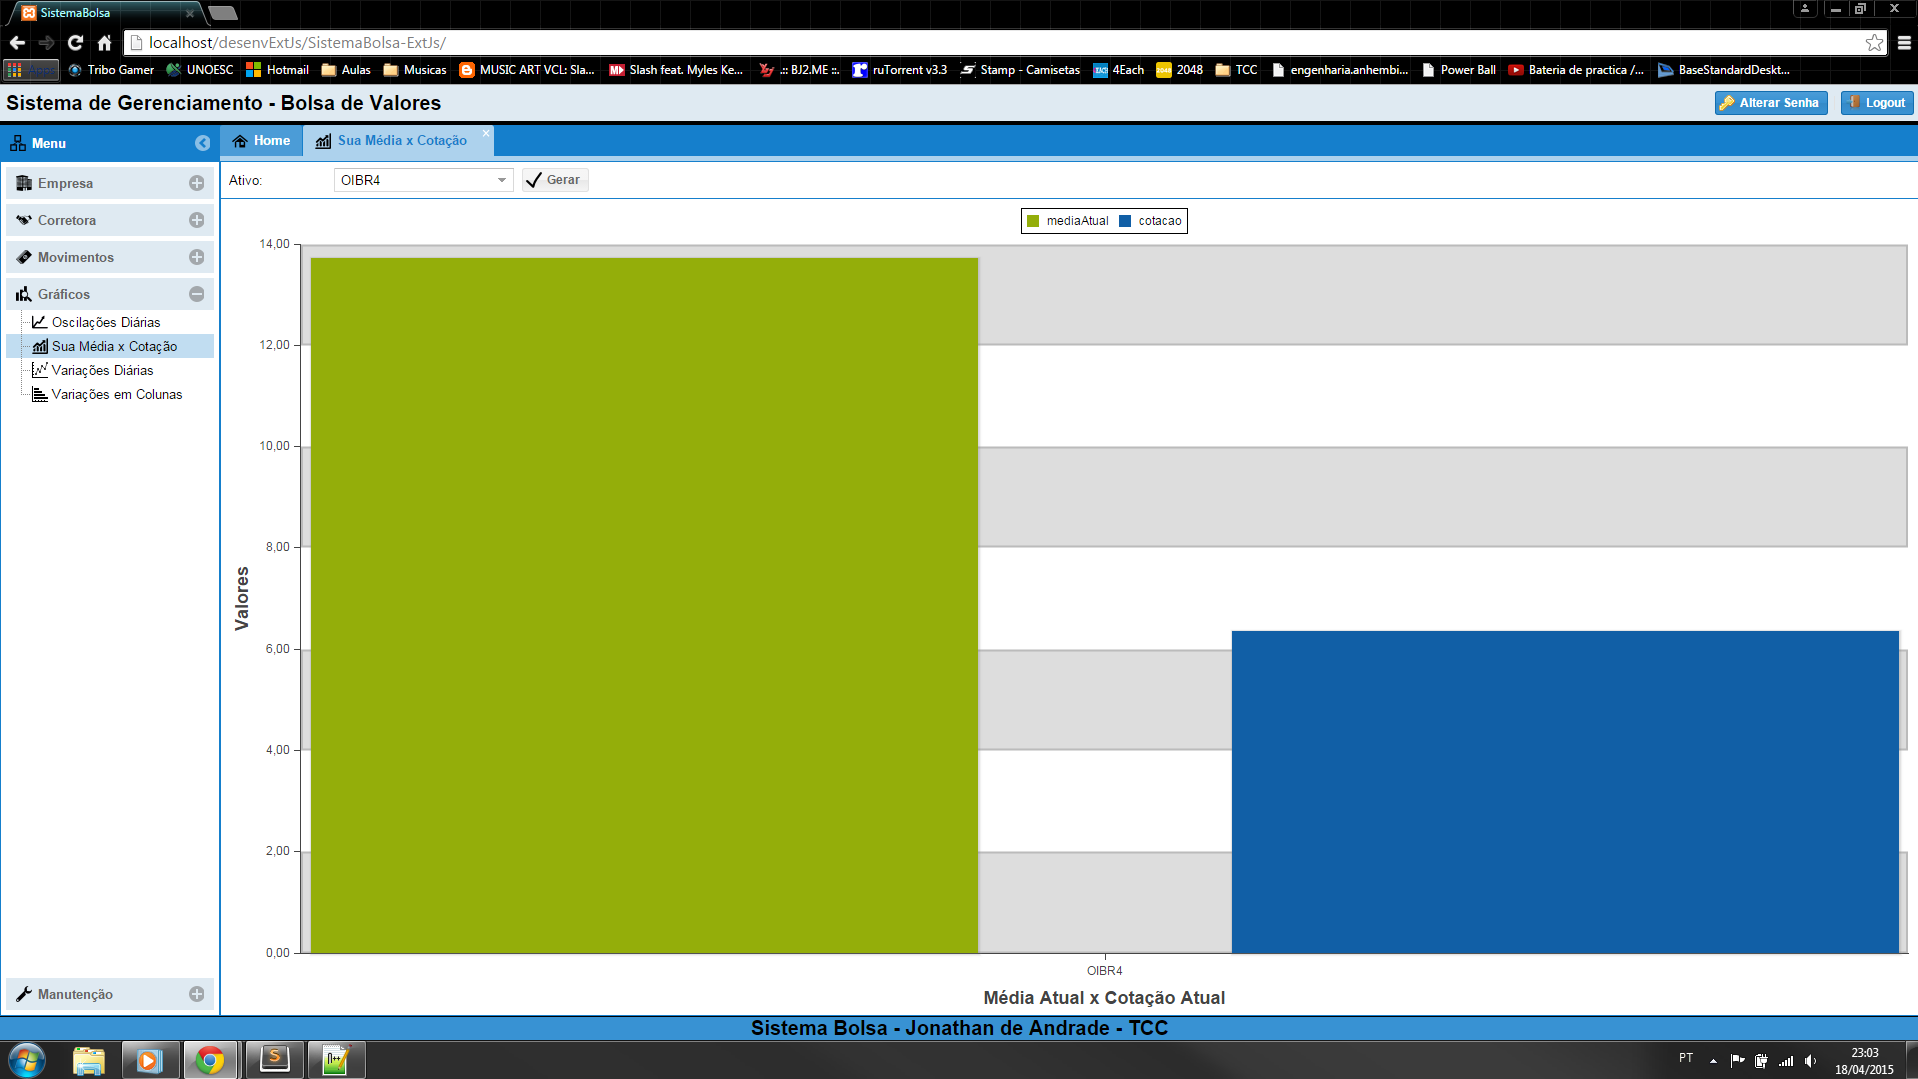 SistemaBolsa
localhost/desenvExtJs/SistemaBolsa-ExtJs/
Apps Tribo Gamer UNOESC Hotmail Aulas Musicas MUSIC ART VCL: Sla... Slash feat. Myles Ke... .:: BJ2.ME ::. ruTorrent v3.3 Stamp - Camisetas 4Each 2048 TCC engenharia.anhembi... Power Ball Bateria de practica /... BaseStandardDeskt...
Sistema de Gerenciamento - Bolsa de Valores Alterar Senha Logout
Menu Home Sua Média x Cotação
Ativo: OIBR4 Gerar
Empresa
Corretora
Movimentos
Gráficos
Oscilações Diárias
Sua Média x Cotação
Variações Diárias
Variações em Colunas
Manutenção
mediaAtual cotacao
14,00
12,00
10,00
8,00
6,00
4,00
2,00
0,00
Valores
OIBR4
Média Atual x Cotação Atual
Sistema Bolsa - Jonathan de Andrade - TCC
PT 23:03
18/04/2015